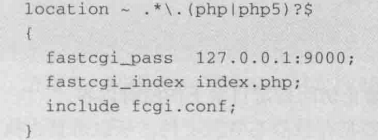 location ~ .*\.(php|php5)?$
{
fastcgi_pass 127.0.0.1:9000;
fastcgi_index index.php;
include fcgi.conf;
}